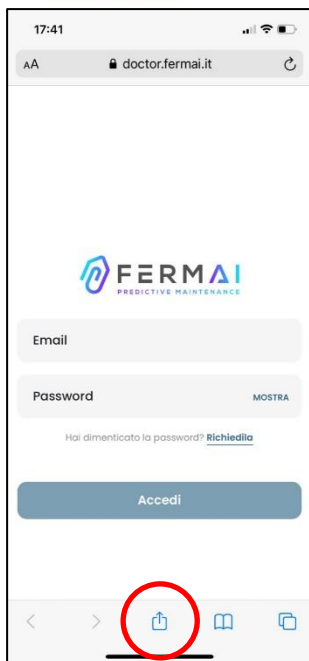 17:41
AA doctor.fermai.it
FERMAI
PREDICTIVE MAINTENANCE
Email
Password MOSTRA
Hai dimenticato la password? Richiedila
Accedi